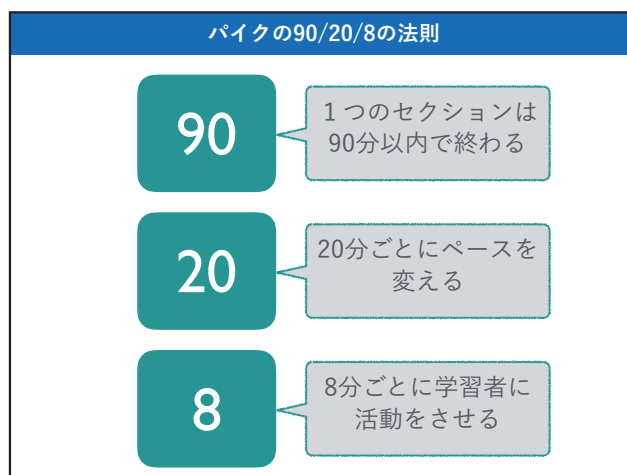 パイクの90/20/8の法則
90
１つのセクションは
90分以内で終わる
20
20分ごとにペースを
変える
8
8分ごとに学習者に
活動をさせる